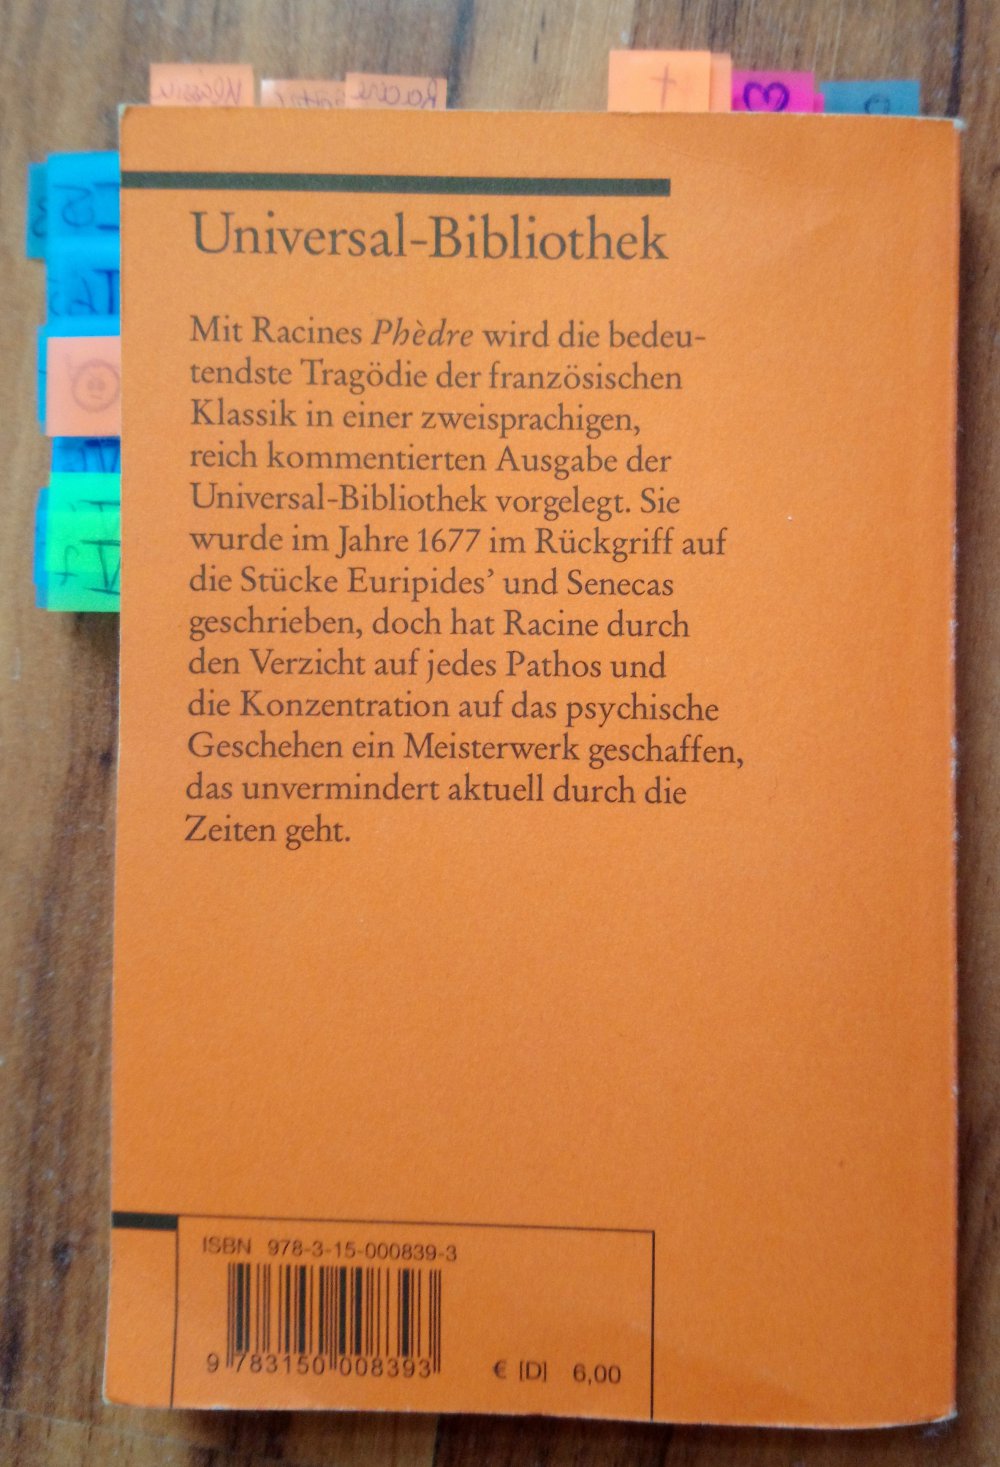 Racine
Universal-Bibliothek
Mit Racines Phèdre wird die bedeu-
tendste Tragödie der französischen
Klassik in einer zweisprachigen,
reich kommentierten Ausgabe der
Universal-Bibliothek vorgelegt. Sie
wurde im Jahre 1677 im Rückgriff auf
die Stücke Euripides’ und Senecas
geschrieben, doch hat Racine durch
den Verzicht auf jedes Pathos und
die Konzentration auf das psychische
Geschehen ein Meisterwerk geschaffen,
das unvermindert aktuell durch die
Zeiten geht.
ISBN 978-3-15-000839-3
9 783150 008393
€ [D] 6,00